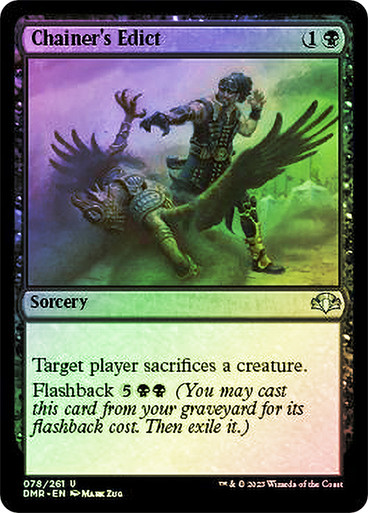 Chainer's Edict 1
Sorcery
Target player sacrifices a creature.
Flashback 5 (You may cast
this card from your graveyard for its
flashback cost. Then exile it.)
078/261 U
DMR • EN Mark Zug
™ & © 2023 Wizards of the Coast